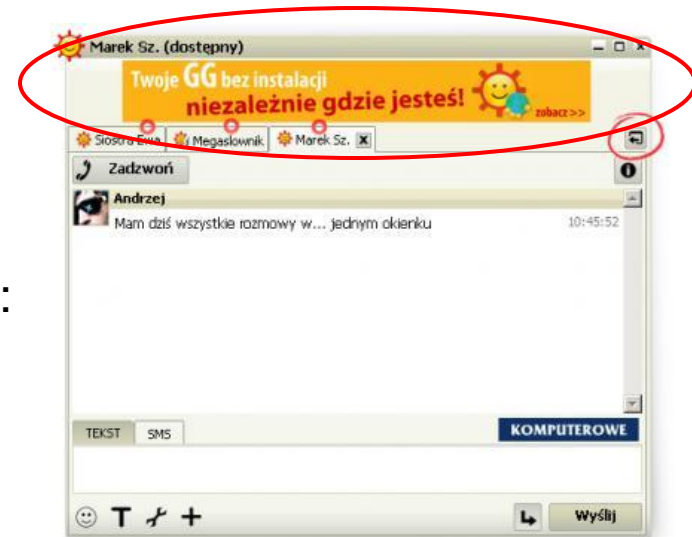 Marek Sz. (dostępny)
Twoje GG bez instalacji
niezależnie gdzie jesteś!
zobacz >>
Siostra Ewa Megaslownik Marek Sz.
Zadzwoń
Andrzej
Mam dziś wszystkie rozmowy w... jednym okienku 10:45:52
:
TEKST SMS
KOMPUTEROWE
T
Wyślij